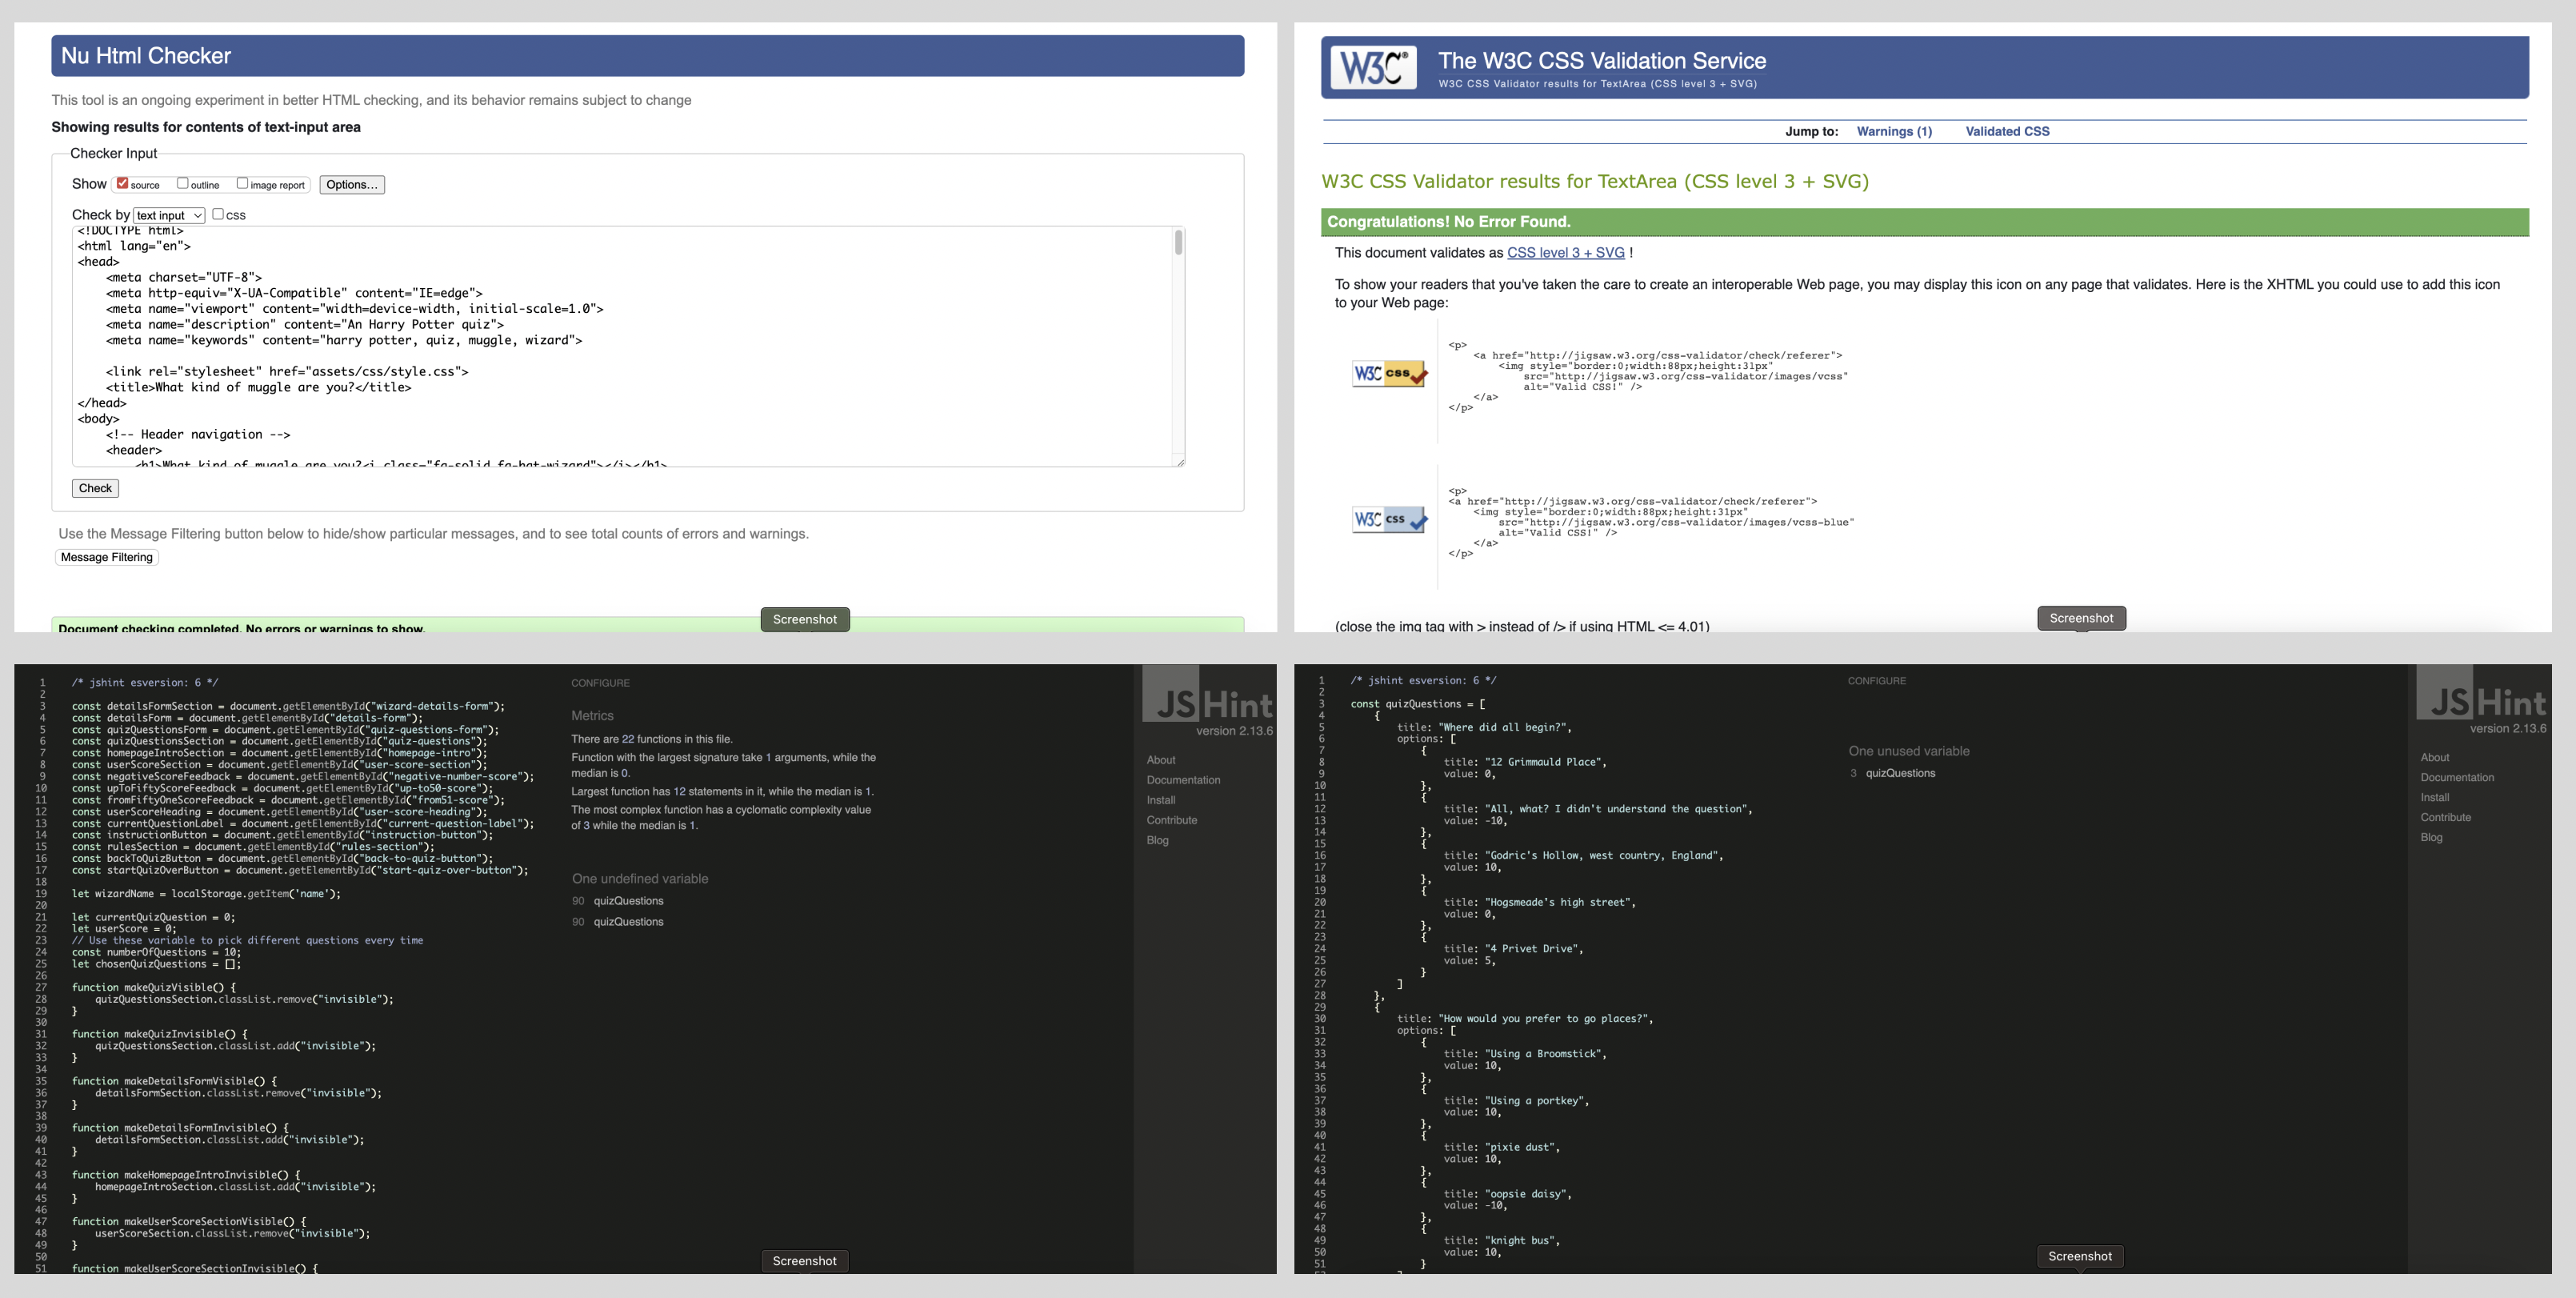 Nu Html Checker
This tool is an ongoing experiment in better HTML checking, and its behavior remains subject to change
Showing results for contents of text-input area
Checker Input
Show source outline image report Options...
Check by text input css
<!DOCTYPE html>
<html lang="en">
<head>
<meta charset="UTF-8">
<meta http-equiv="X-UA-Compatible" content="IE=edge">
<meta name="viewport" content="width=device-width, initial-scale=1.0">
<meta name="description" content="An Harry Potter quiz">
<meta name="keywords" content="harry potter, quiz, muggle, wizard">
<link rel="stylesheet" href="assets/css/style.css">
<title>What kind of muggle are you?</title>
</head>
<body>
<!-- Header navigation -->
<header>
<h1>What kind of muggle are you?<i class="fa-solid fa-hat-wizard"></i></h1>
Check
Use the Message Filtering button below to hide/show particular messages, and to see total counts of errors and warnings.
Message Filtering
Document checking completed. No errors or warnings to show.
Screenshot
W3C®
The W3C CSS Validation Service
W3C CSS Validator results for TextArea (CSS level 3 + SVG)
Jump to: Warnings (1) Validated CSS
W3C CSS Validator results for TextArea (CSS level 3 + SVG)
Congratulations! No Error Found.
This document validates as CSS level 3 + SVG !
To show your readers that you've taken the care to create an interoperable Web page, you may display this icon on any page that validates. Here is the XHTML you could use to add this icon
to your Web page:
W3C css
<p>
<a href="http://jigsaw.w3.org/css-validator/check/referer">
<img style="border:0;width:88px;height:31px"
src="http://jigsaw.w3.org/css-validator/images/vcss"
alt="Valid CSS!" />
</a>
</p>
W3C css
<p>
<a href="http://jigsaw.w3.org/css-validator/check/referer">
<img style="border:0;width:88px;height:31px"
src="http://jigsaw.w3.org/css-validator/images/vcss-blue"
alt="Valid CSS!" />
</a>
</p>
(close the img tag with > instead of /> if using HTML <= 4.01)
Screenshot
1 /* jshint esversion: 6 */
2
3 const detailsFormSection = document.getElementById("wizard-details-form");
4 const detailsForm = document.getElementById("details-form");
5 const quizQuestionsForm = document.getElementById("quiz-questions-form");
6 const quizQuestionsSection = document.getElementById("quiz-questions");
7 const homepageIntroSection = document.getElementById("homepage-intro");
8 const userScoreSection = document.getElementById("user-score-section");
9 const negativeScoreFeedback = document.getElementById("negative-number-score");
10 const upToFiftyScoreFeedback = document.getElementById("up-to50-score");
11 const fromFiftyOneScoreFeedback = document.getElementById("from51-score");
12 const userScoreHeading = document.getElementById("user-score-heading");
13 const currentQuestionLabel = document.getElementById("current-question-label");
14 const instructionButton = document.getElementById("instruction-button");
15 const rulesSection = document.getElementById("rules-section");
16 const backToQuizButton = document.getElementById("back-to-quiz-button");
17 const startQuizOverButton = document.getElementById("start-quiz-over-button");
18
19 let wizardName = localStorage.getItem('name');
20
21 let currentQuizQuestion = 0;
22 let userScore = 0;
23 // Use these variable to pick different questions every time
24 const numberOfQuestions = 10;
25 let chosenQuizQuestions = [];
26
27 function makeQuizVisible() {
28 quizQuestionsSection.classList.remove("invisible");
29 }
30
31 function makeQuizInvisible() {
32 quizQuestionsSection.classList.add("invisible");
33 }
34
35 function makeDetailsFormVisible() {
36 detailsFormSection.classList.remove("invisible");
37 }
38
39 function makeDetailsFormInvisible() {
40 detailsFormSection.classList.add("invisible");
41 }
42
43 function makeHomepageIntroInvisible() {
44 homepageIntroSection.classList.add("invisible");
45 }
46
47 function makeUserScoreSectionVisible() {
48 userScoreSection.classList.remove("invisible");
49 }
50
51 function makeUserScoreSectionInvisible() {
CONFIGURE
Metrics
There are 22 functions in this file.
Function with the largest signature take 1 arguments, while the
median is 0.
Largest function has 12 statements in it, while the median is 1.
The most complex function has a cyclomatic complexity value
of 3 while the median is 1.
One undefined variable
90 quizQuestions
90 quizQuestions
JSHint
version 2.13.6
About
Documentation
Install
Contribute
Blog
Screenshot
1 /* jshint esversion: 6 */
2
3 const quizQuestions = [
4 {
5 title: "Where did all begin?",
6 options: [
7 {
8 title: "12 Grimmauld Place",
9 value: 0,
10 },
11 {
12 title: "All, what? I didn't understand the question",
13 value: -10,
14 },
15 {
16 title: "Godric's Hollow, west country, England",
17 value: 10,
18 },
19 {
20 title: "Hogsmeade's high street",
21 value: 0,
22 },
23 {
24 title: "4 Privet Drive",
25 value: 5,
26 }
27 ]
28 },
29 {
30 title: "How would you prefer to go places?",
31 options: [
32 {
33 title: "Using a Broomstick",
34 value: 10,
35 },
36 {
37 title: "Using a portkey",
38 value: 10,
39 },
40 {
41 title: "pixie dust",
42 value: 10,
43 },
44 {
45 title: "oopsie daisy",
46 value: -10,
47 },
48 {
49 title: "knight bus",
50 value: 10,
51 }
CONFIGURE
One unused variable
3 quizQuestions
JSHint
version 2.13.6
About
Documentation
Install
Contribute
Blog
Screenshot